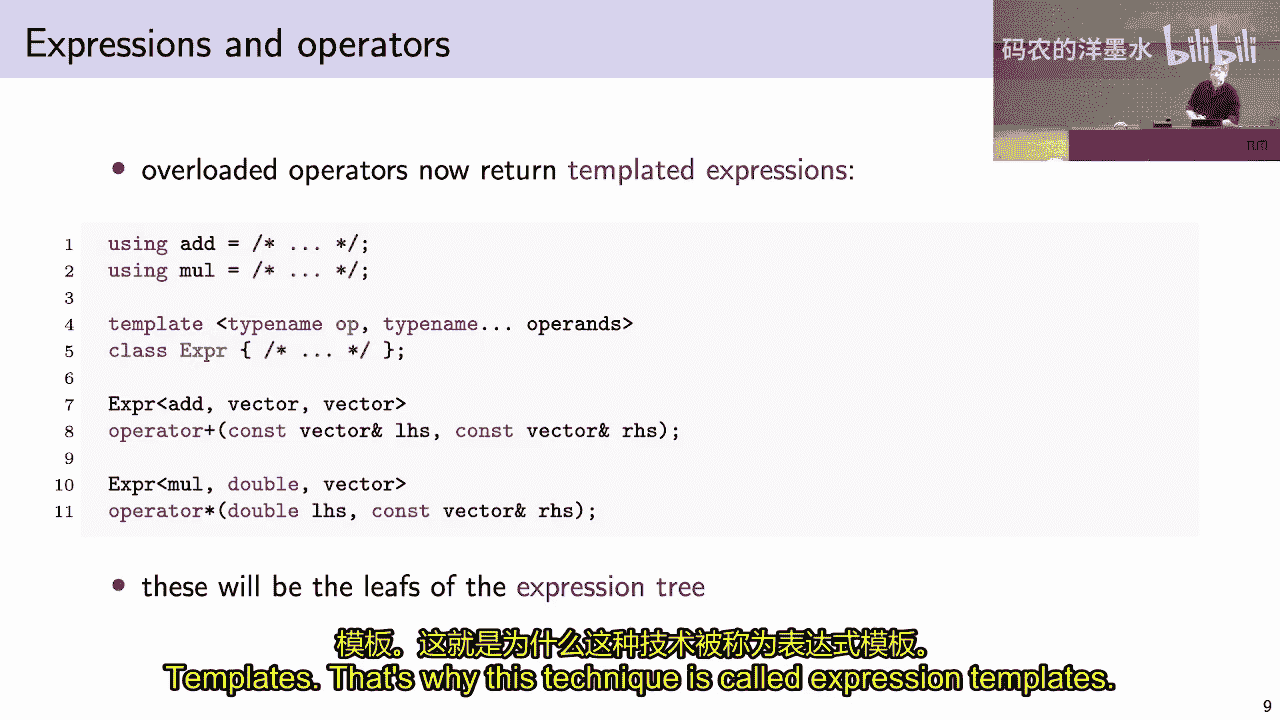 Expressions and operators
码农的洋墨水 bilibili
• overloaded operators now return templated expressions:
1 using add = /* ... */;
2 using mul = /* ... */;
3
4 template <typename op, typename... operands>
5 class Expr { /* ... */ };
6
7 Expr<add, vector, vector>
8 operator+(const vector& lhs, const vector& rhs);
9
10 Expr<mul, double, vector>
11 operator*(double lhs, const vector& rhs);
• these will be the leafs of the expression tree
模板。这就是为什么这种技术被称为表达式模板。
Templates. That's why this technique is called expression templates.
9